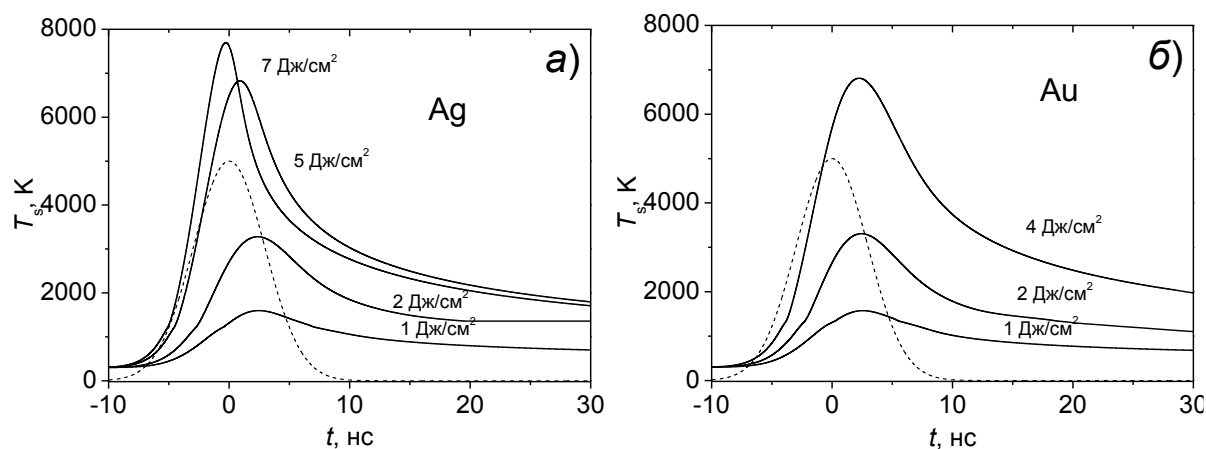 8000
6000
4000
2000
0
Tₛ, К
а)
7 Дж/см²
Ag
5 Дж/см²
2 Дж/см²
1 Дж/см²
-10
0
10
20
30
t, нс
8000
6000
4000
2000
0
Tₛ, К
б)
Au
4 Дж/см²
2 Дж/см²
1 Дж/см²
-10
0
10
20
30
t, нс